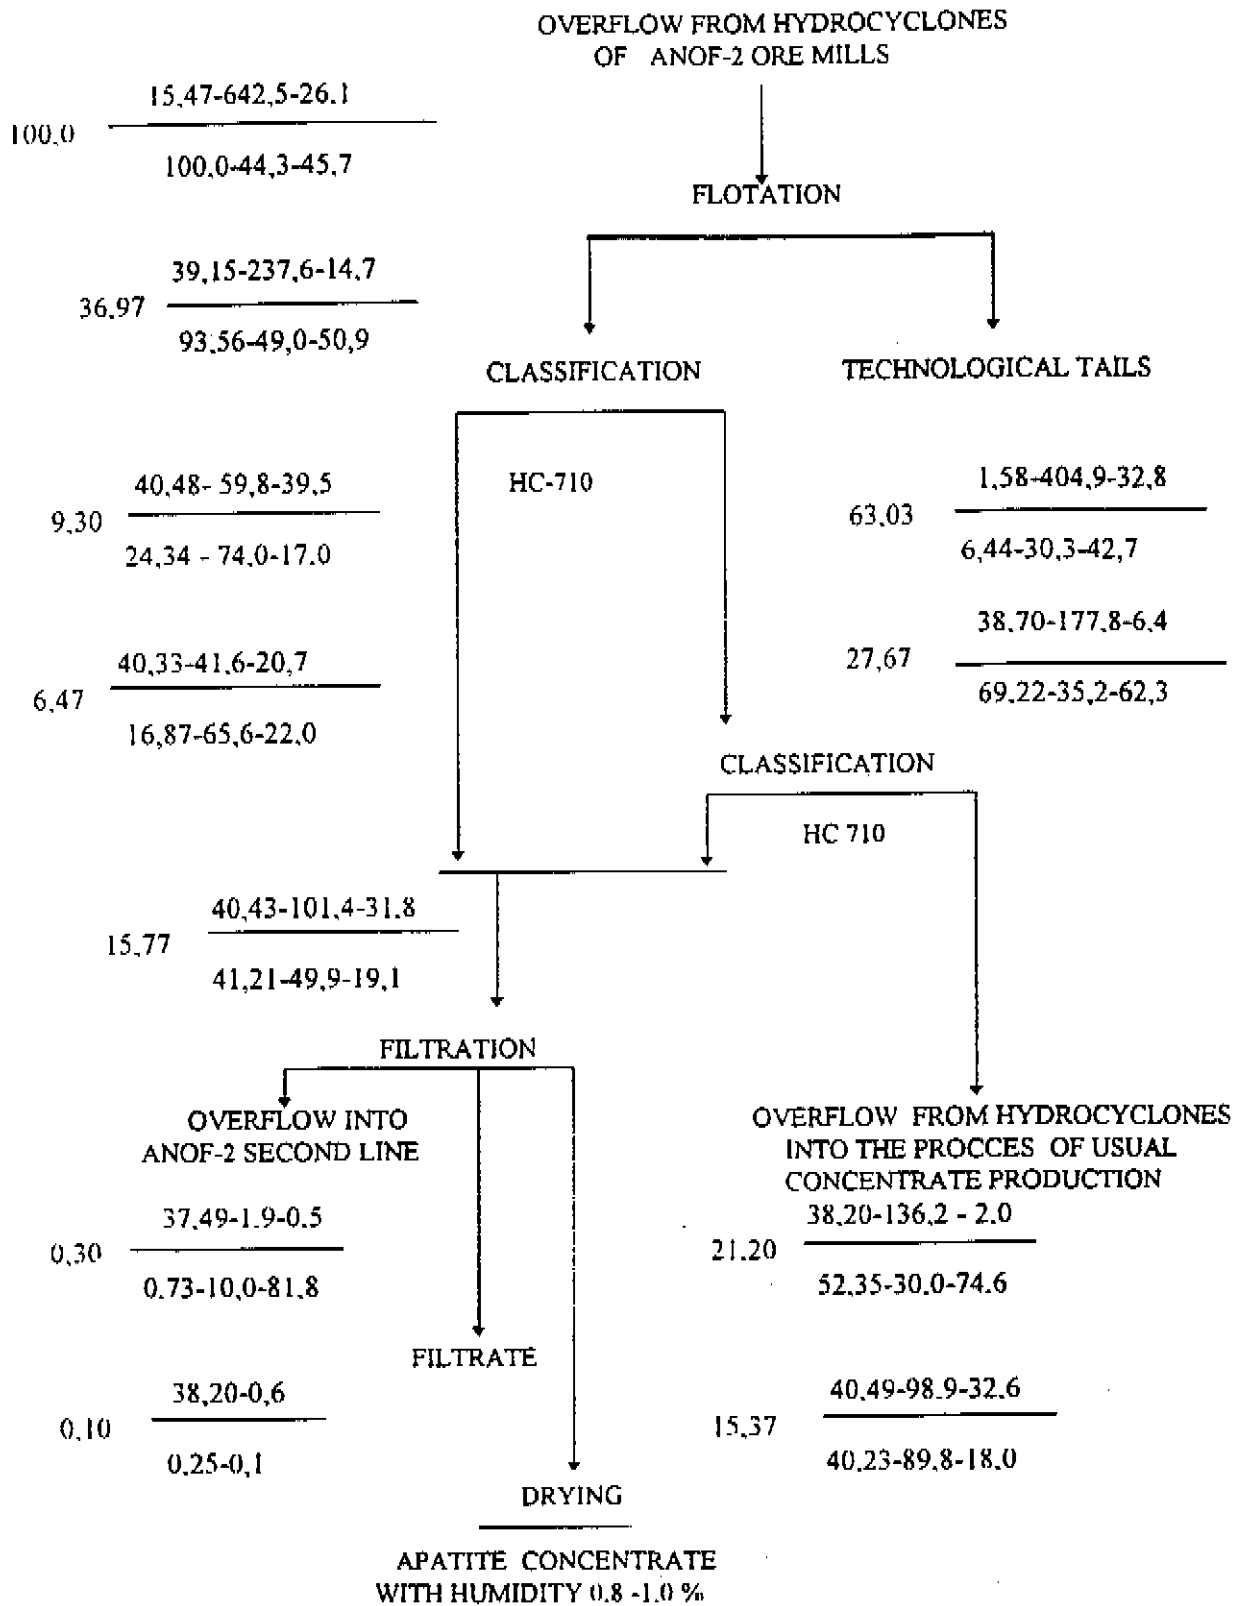 OVERFLOW FROM HYDROCYCLONES
OF ANOF-2 ORE MILLS
15,47-642,5-26,1
100,0
100,0-44,3-45,7
FLOTATION
39,15-237,6-14,7
36,97
93,56-49,0-50,9
CLASSIFICATION
TECHNOLOGICAL TAILS
40,48- 59,8-39,5
HC-710
1,58-404,9-32,8
9,30
63,03
24,34 - 74,0-17,0
6,44-30,3-42,7
38,70-177,8-6,4
40,33-41,6-20,7
27,67
6,47
69,22-35,2-62,3
16,87-65,6-22,0
CLASSIFICATION
HC 710
40,43-101,4-31,8
15,77
41,21-49,9-19,1
FILTRATION
OVERFLOW INTO
ANOF-2 SECOND LINE
OVERFLOW FROM HYDROCYCLONES
INTO THE PROCCES OF USUAL
CONCENTRATE PRODUCTION
37,49-1,9-0,5
38,20-136,2 - 2,0
0,30
21,20
0,73-10,0-81,8
52,35-30,0-74,6
FILTRATE
38,20-0,6
40,49-98,9-32,6
0,10
15,37
0,25-0,1
40,23-89,8-18,0
DRYING
APATITE CONCENTRATE
WITH HUMIDITY 0,8 -1,0 %